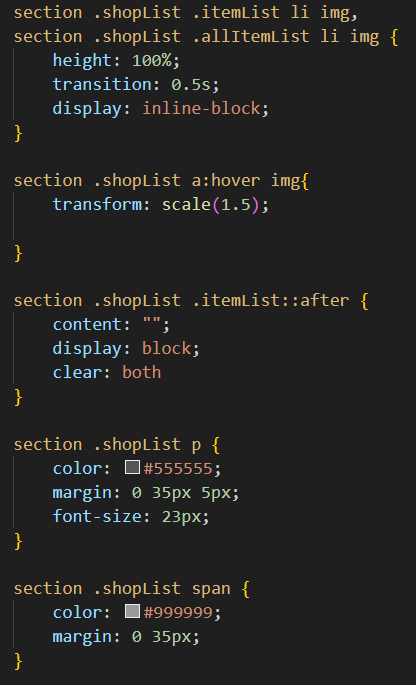 section .shopList .itemList li img,
section .shopList .allItemList li img {
    height: 100%;
    transition: 0.5s;
    display: inline-block;
}

section .shopList a:hover img{
    transform: scale(1.5);

}

section .shopList .itemList::after {
    content: "";
    display: block;
    clear: both
}

section .shopList p {
    color: #555555;
    margin: 0 35px 5px;
    font-size: 23px;
}

section .shopList span {
    color: #999999;
    margin: 0 35px;
}